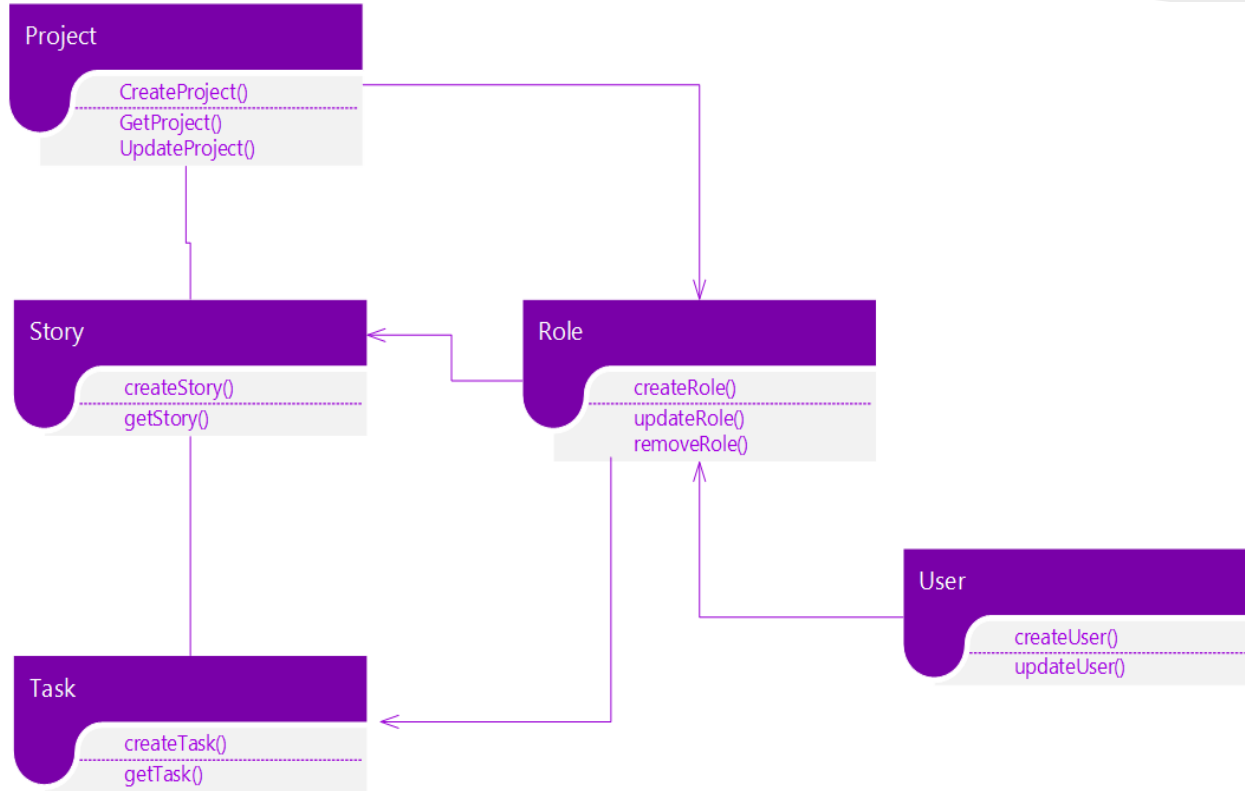 Project
CreateProject()
GetProject()
UpdateProject()
Story
createStory()
getStory()
Role
createRole()
updateRole()
removeRole()
User
createUser()
updateUser()
Task
createTask()
getTask()